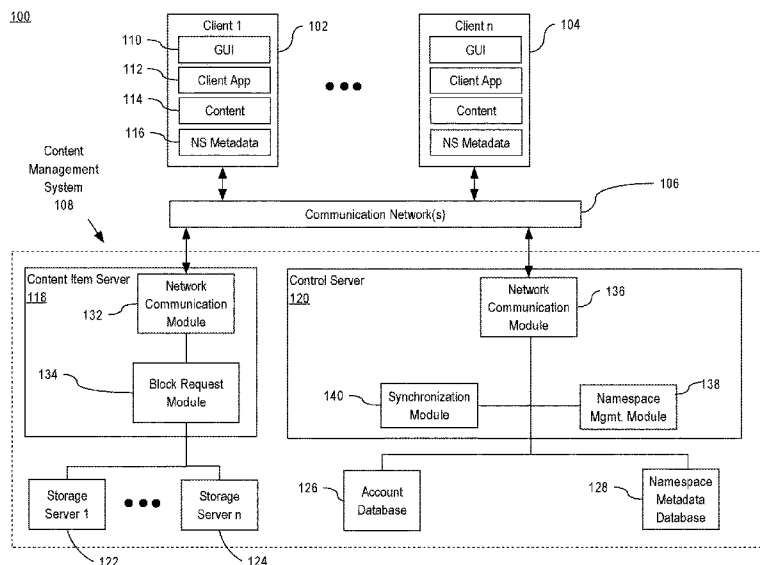 100
Client 1
102
110
GUI
112
Client App
114
Content
116
NS Metadata
Client n
104
GUI
Client App
Content
NS Metadata
Content
Management
System
108
106
Communication Network(s)
Content Item Server
118
132
Network
Communication
Module
134
Block Request
Module
Control Server
120
Network
Communication
Module
136
140
Synchronization
Module
Namespace
Mgmt. Module
138
Storage
Server 1
122
Storage
Server n
124
126
Account
Database
128
Namespace
Metadata
Database